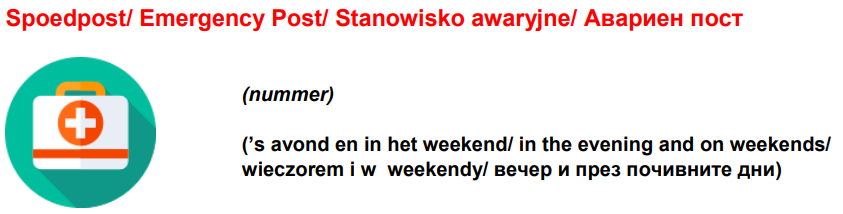 Spoedpost/ Emergency Post/ Stanowisko awaryjne/ Авариен пост
(nummer)
(’s avond en in het weekend/ in the evening and on weekends/
wieczorem i w weekendy/ вечер и през почивните дни)